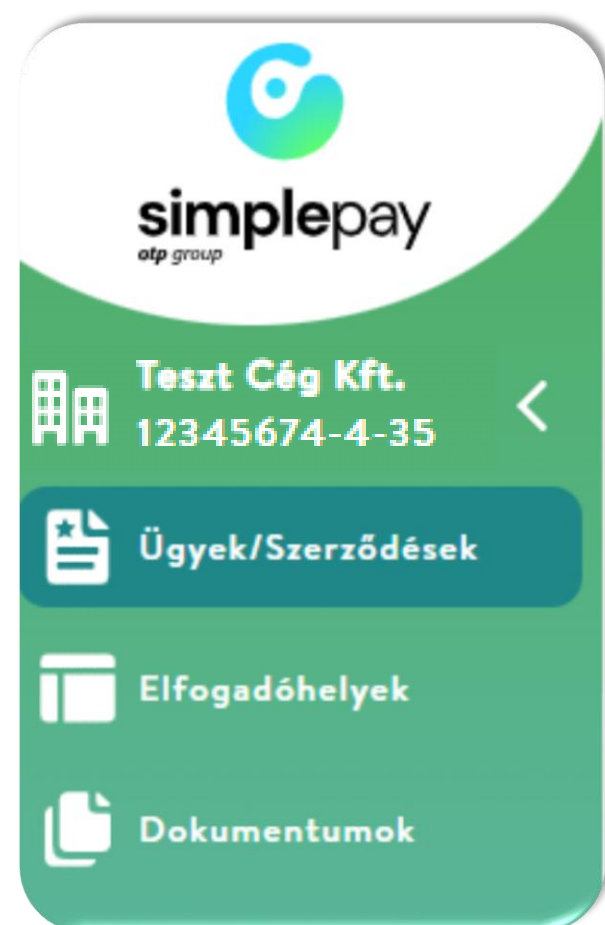 simplepay
otp group
Teszt Cég Kft.
12345674-4-35
Ügyek/Szerződések
Elfogadóhelyek
Dokumentumok